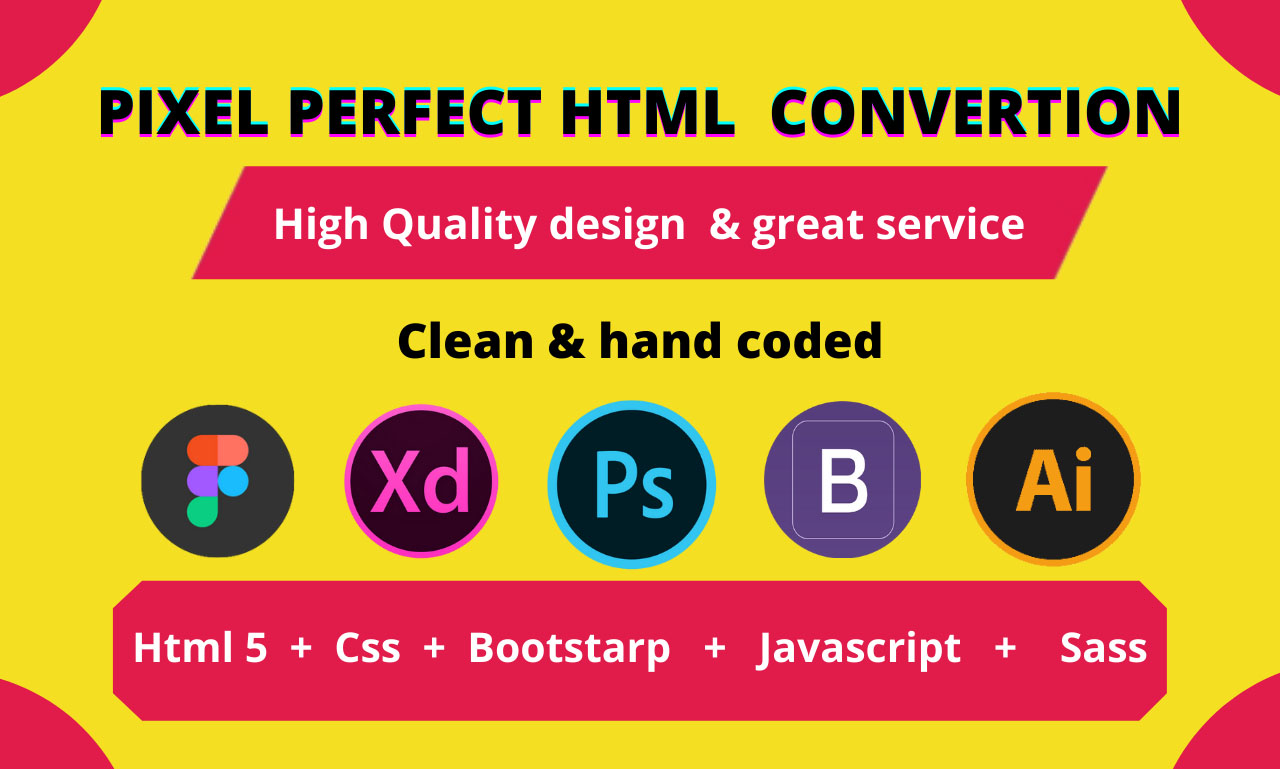 PIXEL PERFECT HTML CONVERTION
High Quality design & great service
Clean & hand coded
Xd Ps B Ai
Html 5 + Css + Bootstarp + Javascript + Sass